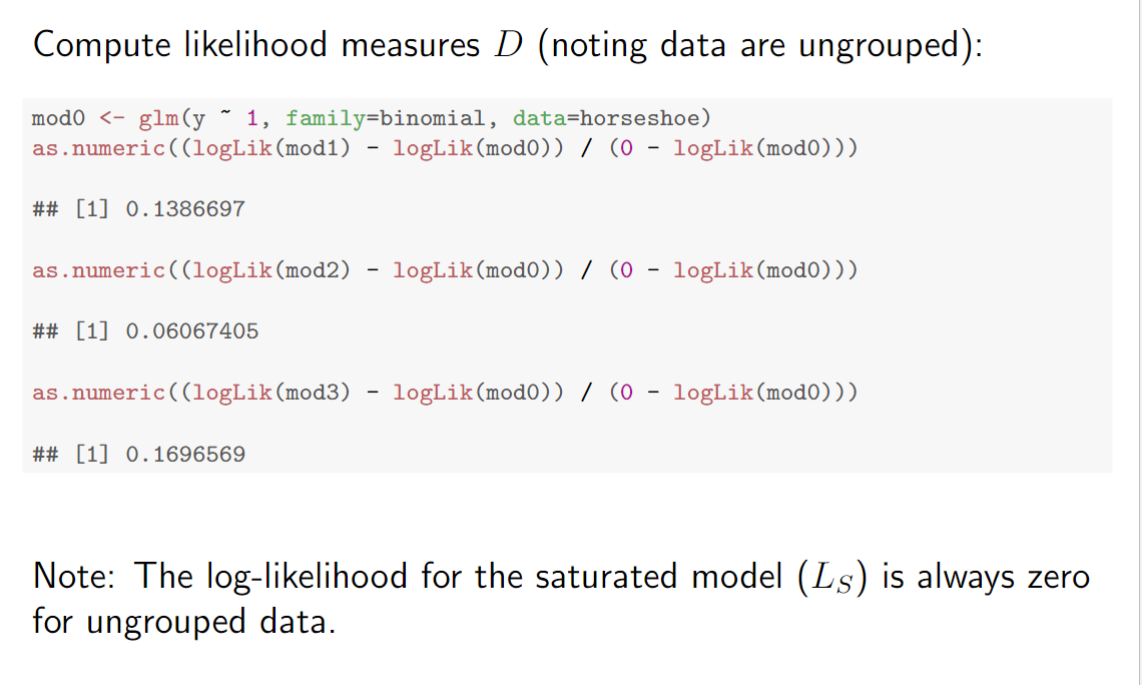 Compute likelihood measures D (noting data are ungrouped):
mod0 <- glm(y ~ 1, family=binomial, data=horseshoe)
as.numeric((logLik(mod1) - logLik(mod0)) / (0 - logLik(mod0)))
## [1] 0.1386697
as.numeric((logLik(mod2) - logLik(mod0)) / (0 - logLik(mod0)))
## [1] 0.06067405
as.numeric((logLik(mod3) - logLik(mod0)) / (0 - logLik(mod0)))
## [1] 0.1696569
Note: The log-likelihood for the saturated model (L_S) is always zero
for ungrouped data.